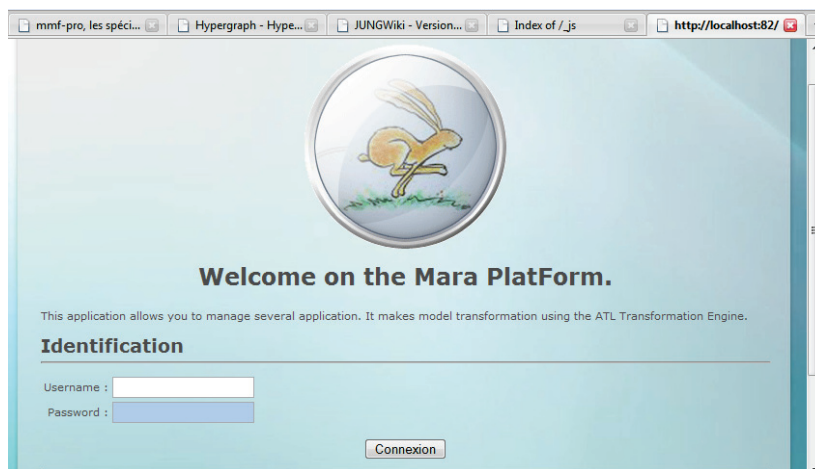 mmf-pro, les spéci... Hypergraph - Hype... JUNGWiki - Version... Index of /_js http://localhost:82/
Welcome on the Mara PlatForm.
This application allows you to manage several application. It makes model transformation using the ATL Transformation Engine.
Identification
Username :
Password :
Connexion